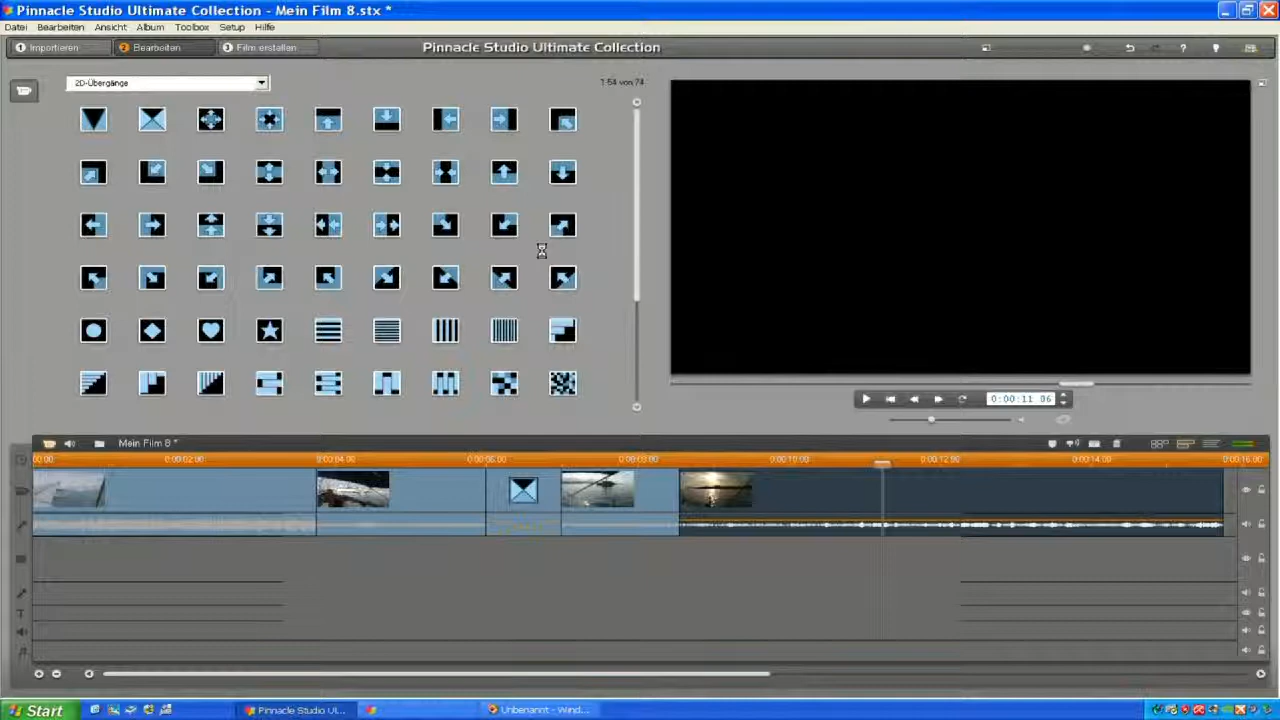 Pinnacle Studio Ultimate Collection - Mein Film 8.stx *
Datei Bearbeiten Ansicht Album Toolbox Setup Hilfe
1 Importieren 2 Bearbeiten 3 Film erstellen Pinnacle Studio Ultimate Collection ?
2D-Übergänge 1-54 von 74
0:00:11.06
Mein Film 8 *
00:00 0:00:02.00 0:00:04.00 0:00:06.00 0:00:08.00 0:00:10.00 0:00:12.00 0:00:14.00 0:00:16.00
T
Start Pinnacle Studio Ul... Unbenannt - Wind...